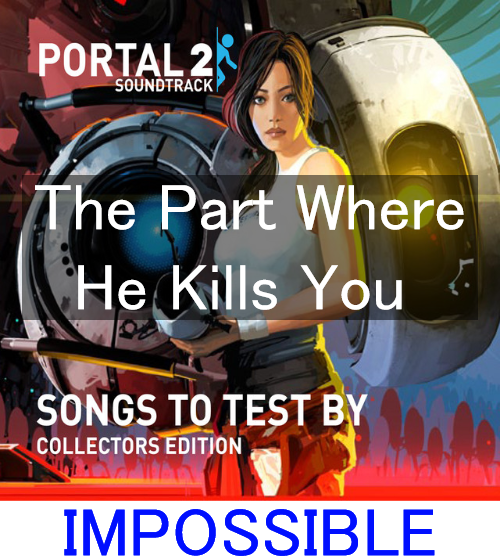 PORTAL 2
SOUNDTRACK
The Part Where
He Kills You
SONGS TO TEST BY
COLLECTORS EDITION
IMPOSSIBLE